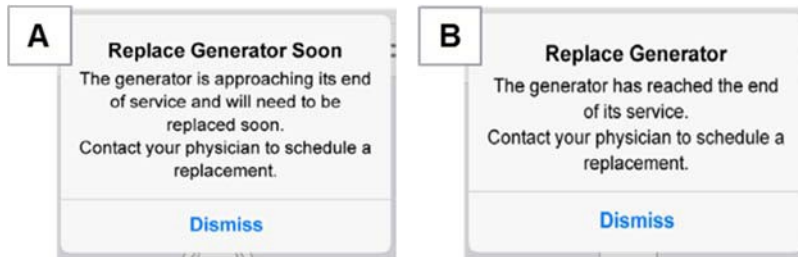 A
Replace Generator Soon
The generator is approaching its end
of service and will need to be
replaced soon.
Contact your physician to schedule a
replacement.
Dismiss
B
Replace Generator
The generator has reached the end
of its service.
Contact your physician to schedule a
replacement.
Dismiss